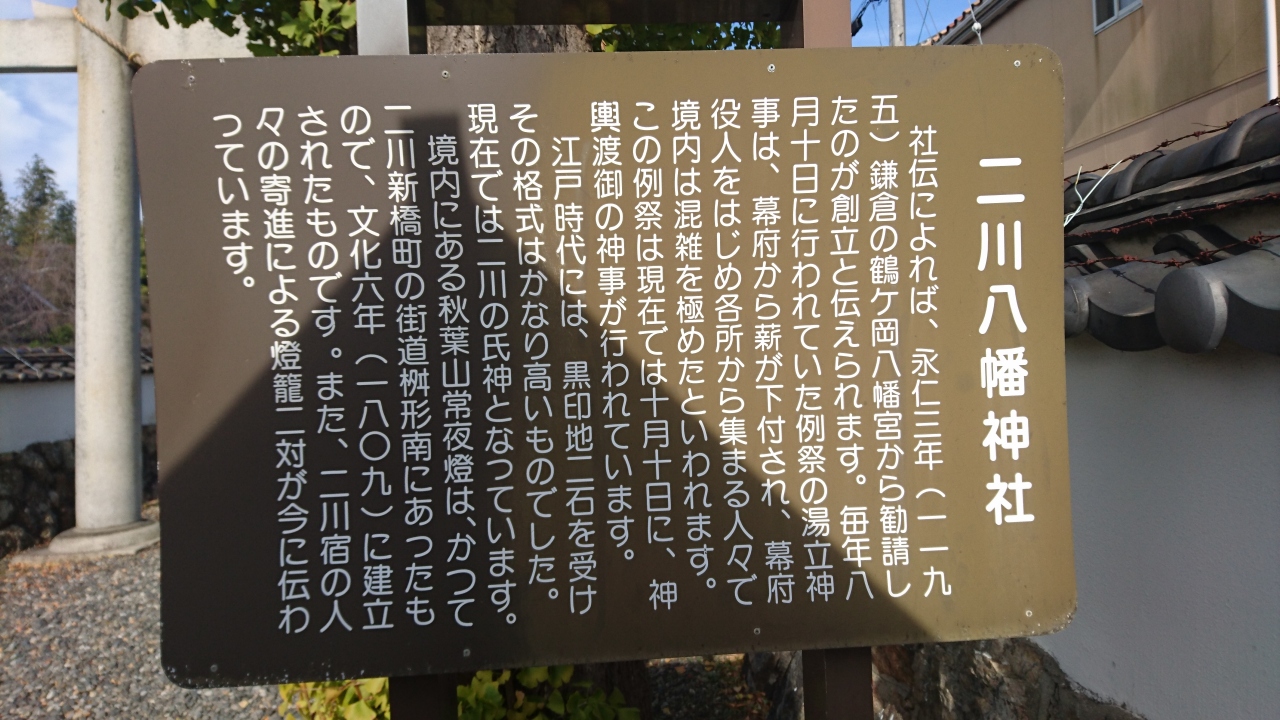 二川八幡神社
社伝によれば、永仁三年（一一九
五）鎌倉の鶴ケ岡八幡宮から勧請し
たのが創立と伝えられます。毎年八
月十日に行われていた例祭の湯立神
事は、幕府から薪が下付され、幕府
役人をはじめ各所から集まる人々で
境内は混雑を極めたといわれます。
この例祭は現在では十月十日に、神
輿渡御の神事が行われています。
江戸時代には、黒印地二石を受け
その格式はかなり高いものでした。
現在では二川の氏神となっています。
境内にある秋葉山常夜燈は、かつて
二川新橋町の街道桝形南にあったも
ので、文化六年（一八〇九）に建立
されたものです。また、二川宿の人
々の寄進による燈籠二対が今に伝わ
っています。